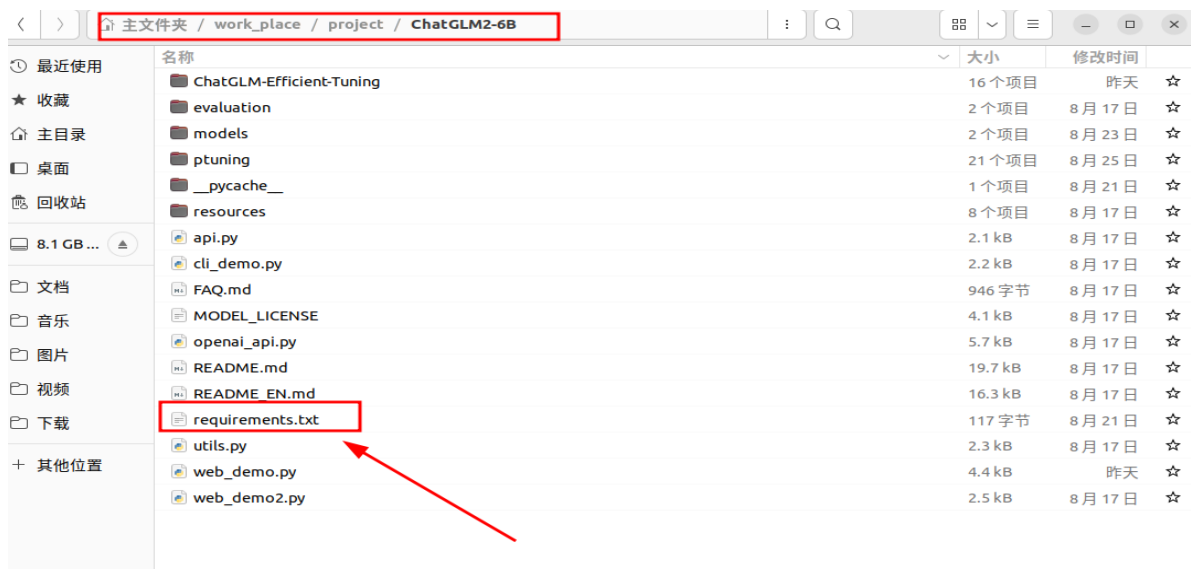 主文件夹 / work_place / project / ChatGLM2-6B
名称 大小 修改时间
最近使用
收藏
主目录
桌面
回收站
8.1 GB ...
文档
音乐
图片
视频
下载
+ 其他位置
ChatGLM-Efficient-Tuning 16 个项目 昨天
evaluation 2 个项目 8月 17日
models 2 个项目 8月 23日
ptuning 21 个项目 8月 25日
__pycache__ 1 个项目 8月 21日
resources 8 个项目 8月 17日
api.py 2.1 kB 8月 17日
cli_demo.py 2.2 kB 8月 17日
FAQ.md 946 字节 8月 17日
MODEL_LICENSE 4.1 kB 8月 17日
openai_api.py 5.7 kB 8月 17日
README.md 19.7 kB 8月 17日
README_EN.md 16.3 kB 8月 17日
requirements.txt 117 字节 8月 21日
utils.py 2.3 kB 8月 17日
web_demo.py 4.4 kB 昨天
web_demo2.py 2.5 kB 8月 17日